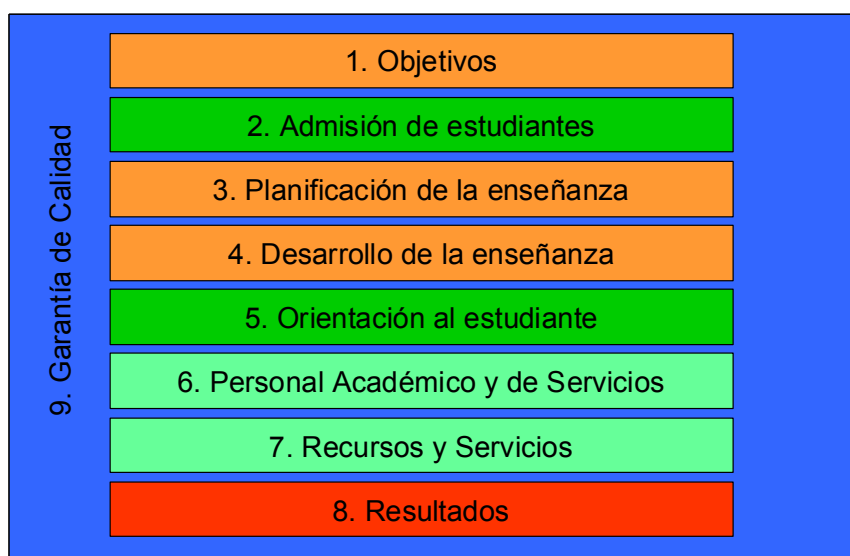 1. Objetivos
2. Admisión de estudiantes
3. Planificación de la enseñanza
4. Desarrollo de la enseñanza
5. Orientación al estudiante
6. Personal Académico y de Servicios
7. Recursos y Servicios
8. Resultados
9. Garantía de Calidad